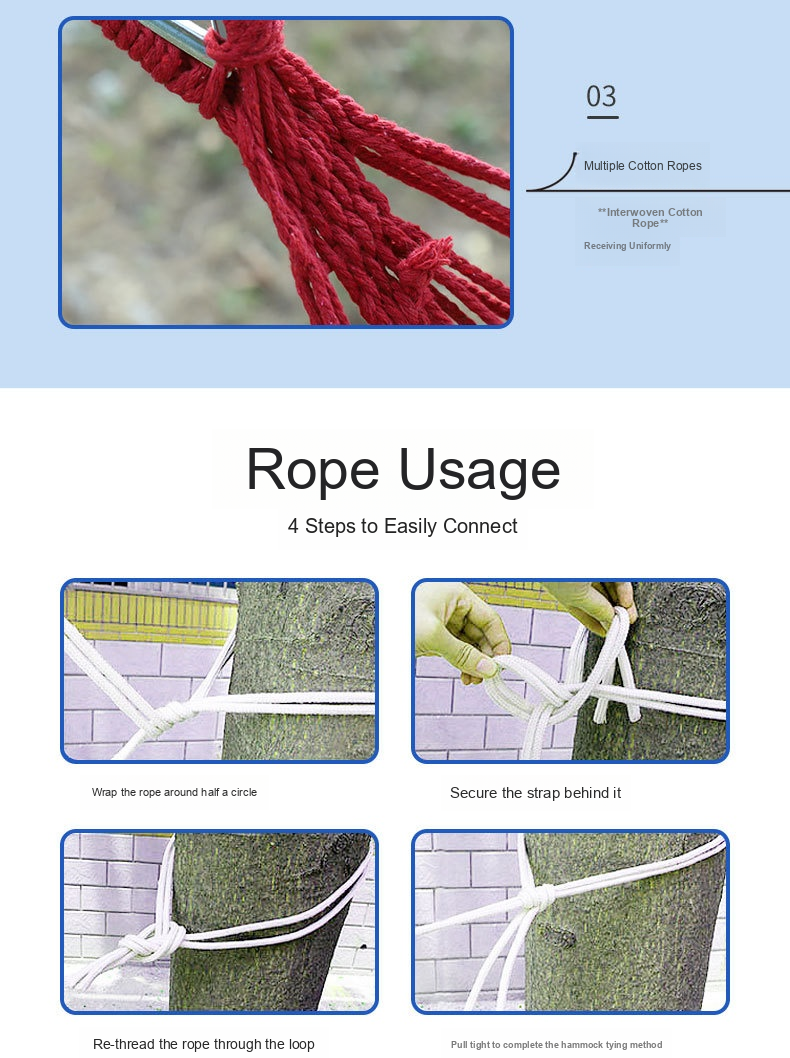 03
Multiple Cotton Ropes
**Interwoven Cotton
Rope**
Receiving Uniformly
Rope Usage
4 Steps to Easily Connect
Wrap the rope around half a circle
Secure the strap behind it
Re-thread the rope through the loop
Pull tight to complete the hammock tying method